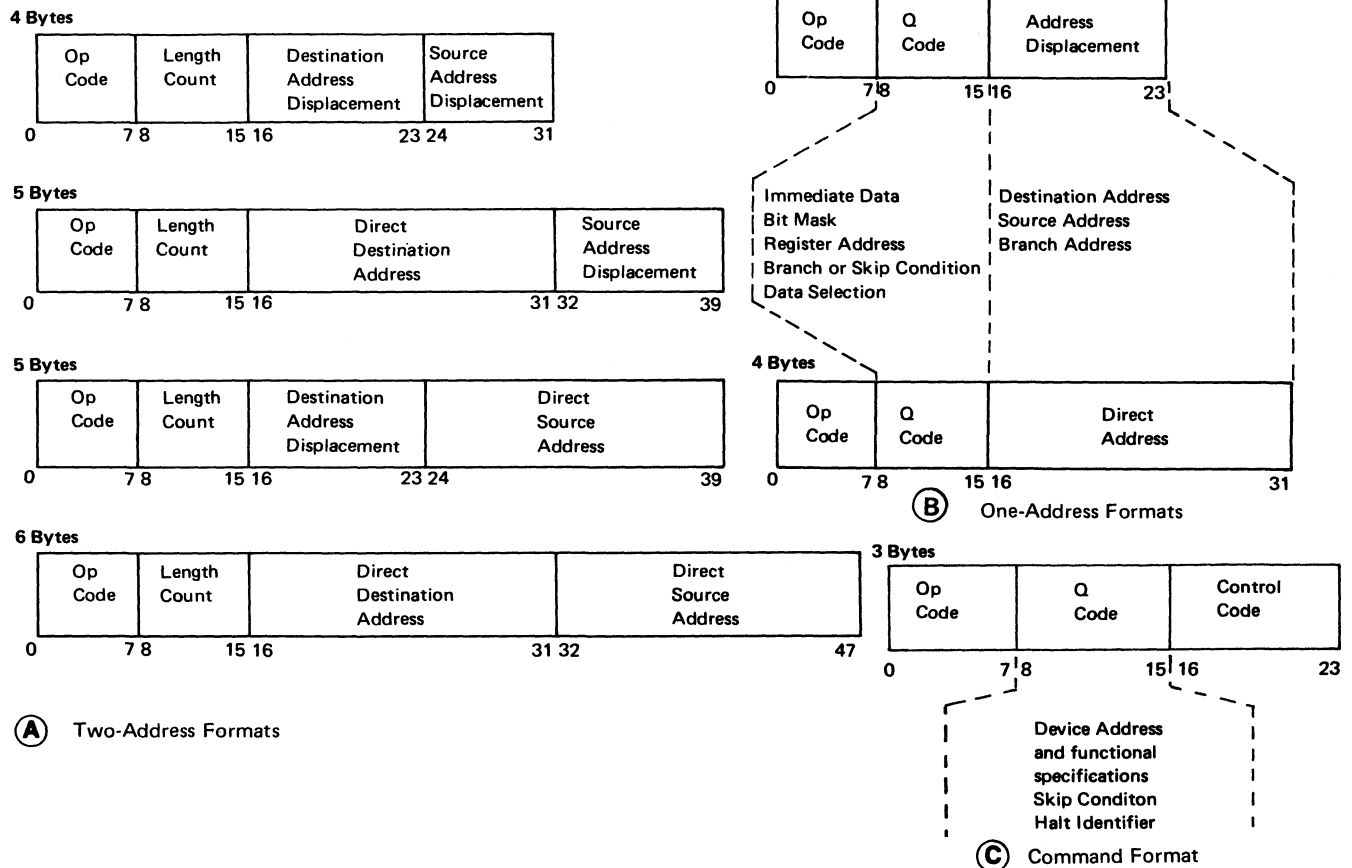 4 Bytes
Op Code
Length Count
Destination Address Displacement
Source Address Displacement
0 7 8 15 16 23 24 31
5 Bytes
Op Code
Length Count
Direct Destination Address
Source Address Displacement
0 7 8 15 16 31 32 39
5 Bytes
Op Code
Length Count
Destination Address Displacement
Direct Source Address
0 7 8 15 16 23 24 39
6 Bytes
Op Code
Length Count
Direct Destination Address
Direct Source Address
0 7 8 15 16 31 32 47
A Two-Address Formats
Op Code
Q Code
Address Displacement
0 7 8 15 16 23
Immediate Data
Bit Mask
Register Address
Branch or Skip Condition
Data Selection
Destination Address
Source Address
Branch Address
4 Bytes
Op Code
Q Code
Direct Address
0 7 8 15 16 31
B One-Address Formats
3 Bytes
Op Code
Q Code
Control Code
0 7 8 15 16 23
Device Address
and functional
specifications
Skip Conditon
Halt Identifier
C Command Format